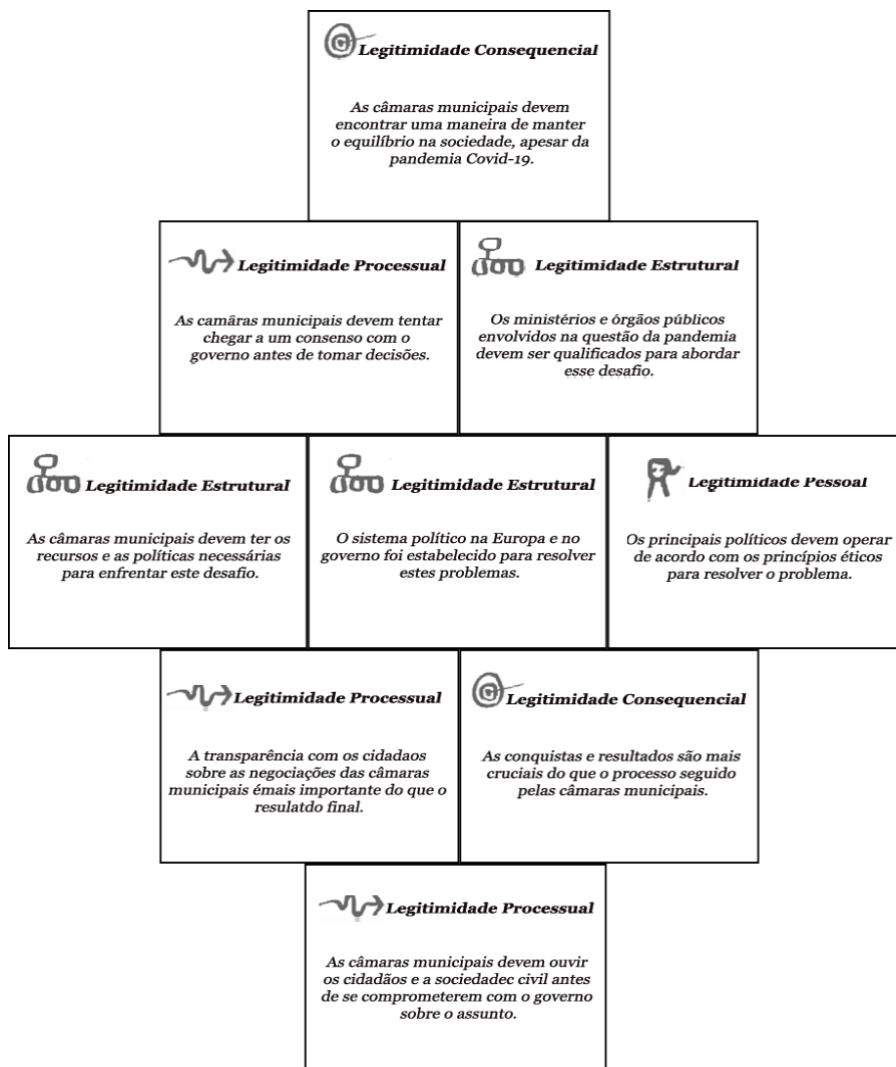 Legitimidade Consequencial
As câmaras municipais devem
encontrar uma maneira de manter
o equilíbrio na sociedade, apesar da
pandemia Covid-19.
Legitimidade Processual
As camâras municipais devem tentar
chegar a um consenso com o
governo antes de tomar decisões.
Legitimidade Estrutural
Os ministérios e órgãos públicos
envolvidos na questão da pandemia
devem ser qualificados para abordar
esse desafio.
Legitimidade Estrutural
As câmaras municipais devem ter os
recursos e as políticas necessárias
para enfrentar este desafio.
Legitimidade Estrutural
O sistema político na Europa e no
governo foi estabelecido para resolver
estes problemas.
Legitimidade Pessoal
Os principais políticos devem operar
de acordo com os princípios éticos
para resolver o problema.
Legitimidade Processual
A transparência com os cidadaos
sobre as negociações das câmaras
municipais émais importante do que o
resulatdo final.
Legitimidade Consequencial
As conquistas e resultados são mais
cruciais do que o processo seguido
pelas câmaras municipais.
Legitimidade Processual
As câmaras municipais devem ouvir
os cidadãos e a sociedadec civil antes
de se comprometerem com o governo
sobre o assunto.